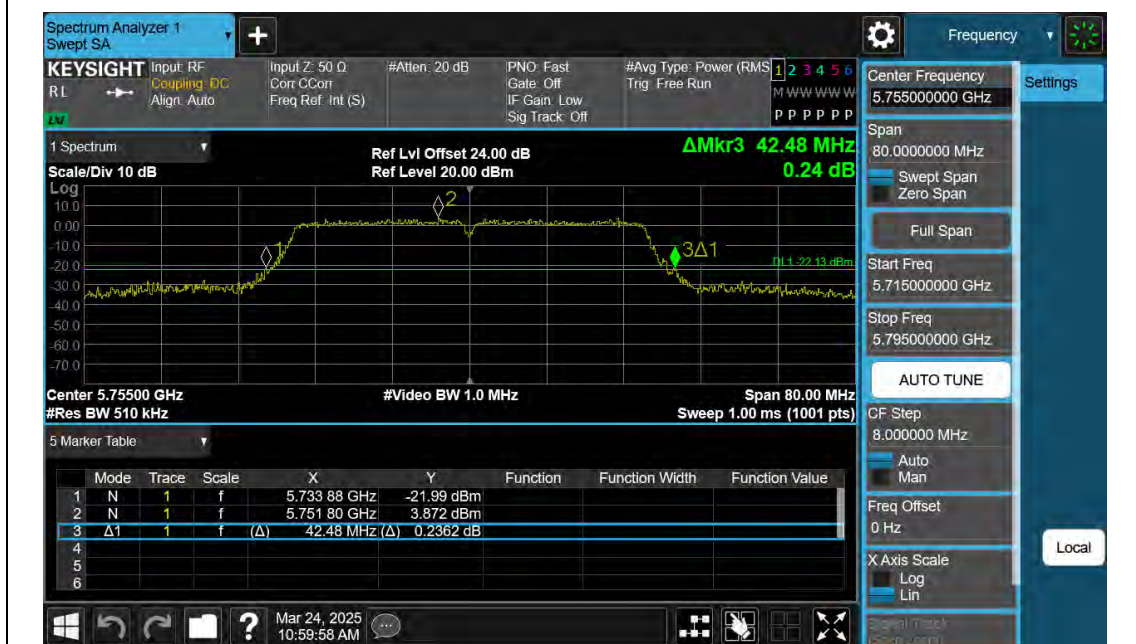 Spectrum Analyzer 1
Swept SA
+
Frequency
KEYSIGHT
RL
LXI
Input: RF
Coupling: DC
Align: Auto
Input Z: 50 Ω
Corr CCorr
Freq Ref: Int (S)
#Atten: 20 dB
PNO: Fast
Gate: Off
IF Gain: Low
Sig Track: Off
#Avg Type: Power (RMS
Trig: Free Run
1 2 3 4 5 6
M W W W W W
P P P P P P
Center Frequency
5.755000000 GHz
Settings
Span
80.0000000 MHz
Swept Span
Zero Span
Full Span
Start Freq
5.715000000 GHz
Stop Freq
5.795000000 GHz
AUTO TUNE
CF Step
8.000000 MHz
Auto
Man
Freq Offset
0 Hz
X Axis Scale
Log
Lin
Signal Track
Local
1 Spectrum
Scale/Div 10 dB
Ref Lvl Offset 24.00 dB
Ref Level 20.00 dBm
ΔMkr3 42.48 MHz
0.24 dB
Log
10.0
0.00
-10.0
-20.0
-30.0
-40.0
-50.0
-60.0
-70.0
1
2
3Δ1
DL1 -22.13 dBm
Center 5.75500 GHz
#Video BW 1.0 MHz
Span 80.00 MHz
#Res BW 510 kHz
Sweep 1.00 ms (1001 pts)
5 Marker Table
Mode Trace Scale X Y Function Function Width Function Value
1 N 1 f 5.733 88 GHz -21.99 dBm
2 N 1 f 5.751 80 GHz 3.872 dBm
3 Δ1 1 f (Δ) 42.48 MHz (Δ) 0.2362 dB
4
5
6
?
Mar 24, 2025
10:59:58 AM